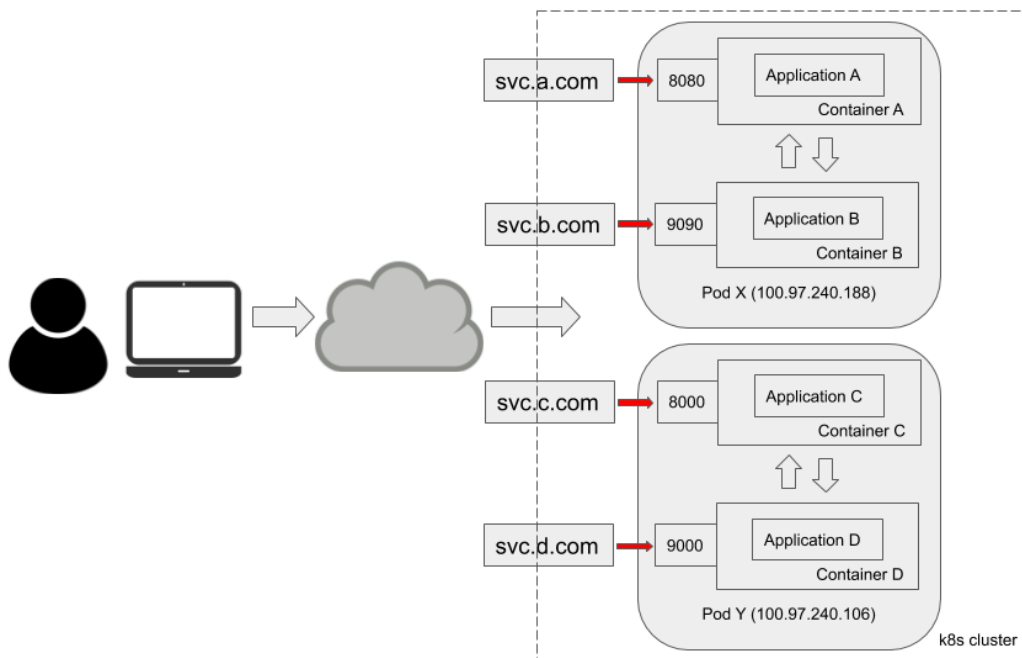 svc.a.com
8080
Application A
Container A
svc.b.com
9090
Application B
Container B
Pod X (100.97.240.188)
svc.c.com
8000
Application C
Container C
svc.d.com
9000
Application D
Container D
Pod Y (100.97.240.106)
k8s cluster